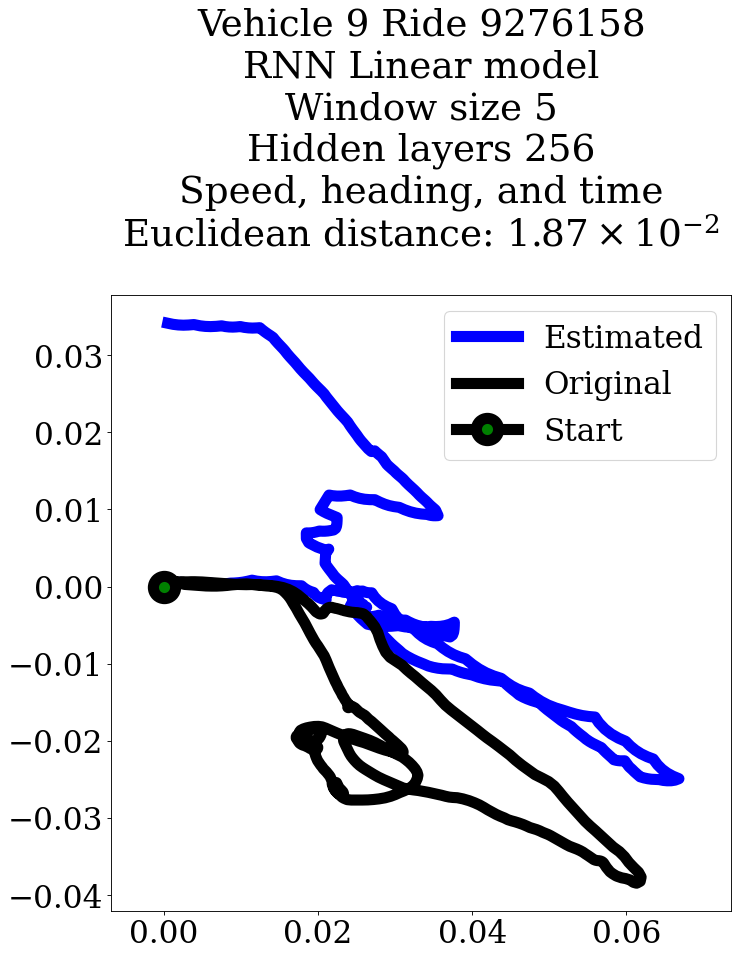 Vehicle 9 Ride 9276158
RNN Linear model
Window size 5
Hidden layers 256
Speed, heading, and time
Euclidean distance: 1.87 × 10⁻²
Estimated
Original
Start
0.03
0.02
0.01
0.00
−0.01
−0.02
−0.03
−0.04
0.00 0.02 0.04 0.06